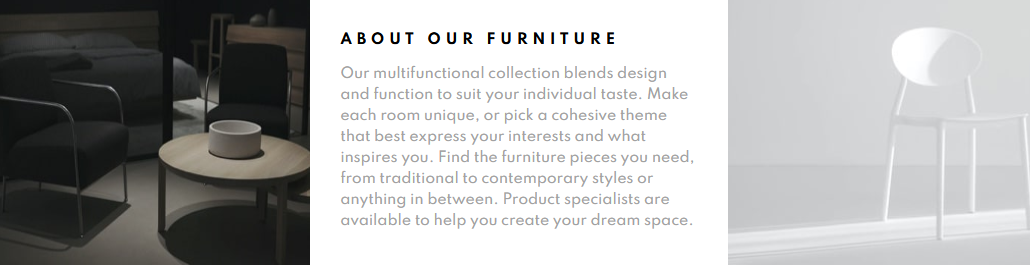 ABOUT OUR FURNITURE
Our multifunctional collection blends design
and function to suit your individual taste. Make
each room unique, or pick a cohesive theme
that best express your interests and what
inspires you. Find the furniture pieces you need,
from traditional to contemporary styles or
anything in between. Product specialists are
available to help you create your dream space.